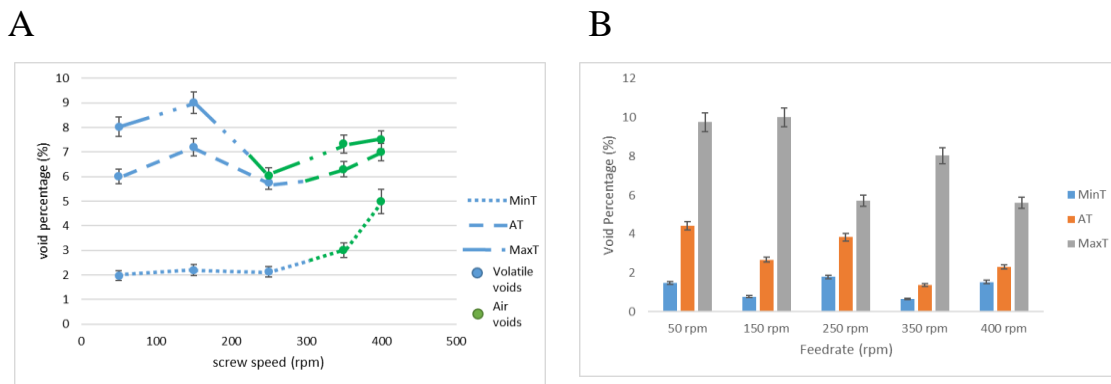 A
B
10
9
8
7
6
5
4
3
2
1
0
void percentage (%)
0 100 200 300 400 500
screw speed (rpm)
MinT
AT
MaxT
Volatile
voids
Air
voids
12
10
8
6
4
2
0
Void Percentage (%)
50 rpm 150 rpm 250 rpm 350 rpm 400 rpm
Feedrate (rpm)
MinT
AT
MaxT